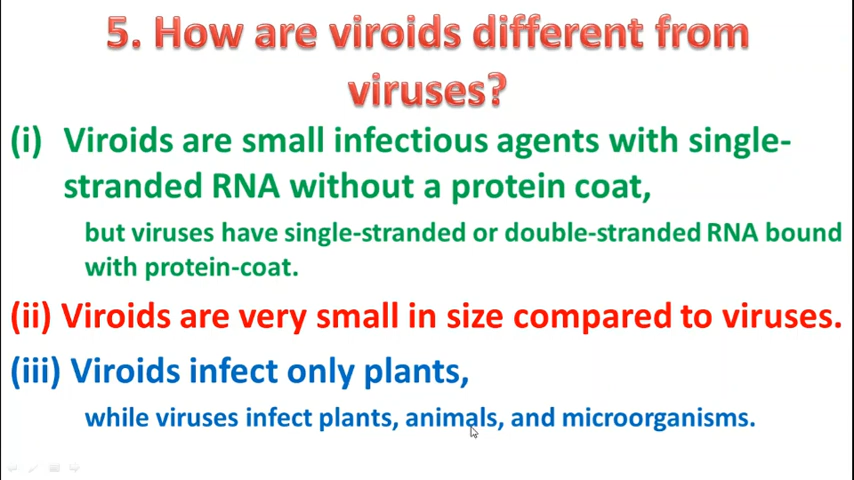 5. How are viroids different from
viruses?
(i) Viroids are small infectious agents with single-
stranded RNA without a protein coat,
but viruses have single-stranded or double-stranded RNA bound
with protein-coat.
(ii) Viroids are very small in size compared to viruses.
(iii) Viroids infect only plants,
while viruses infect plants, animals, and microorganisms.